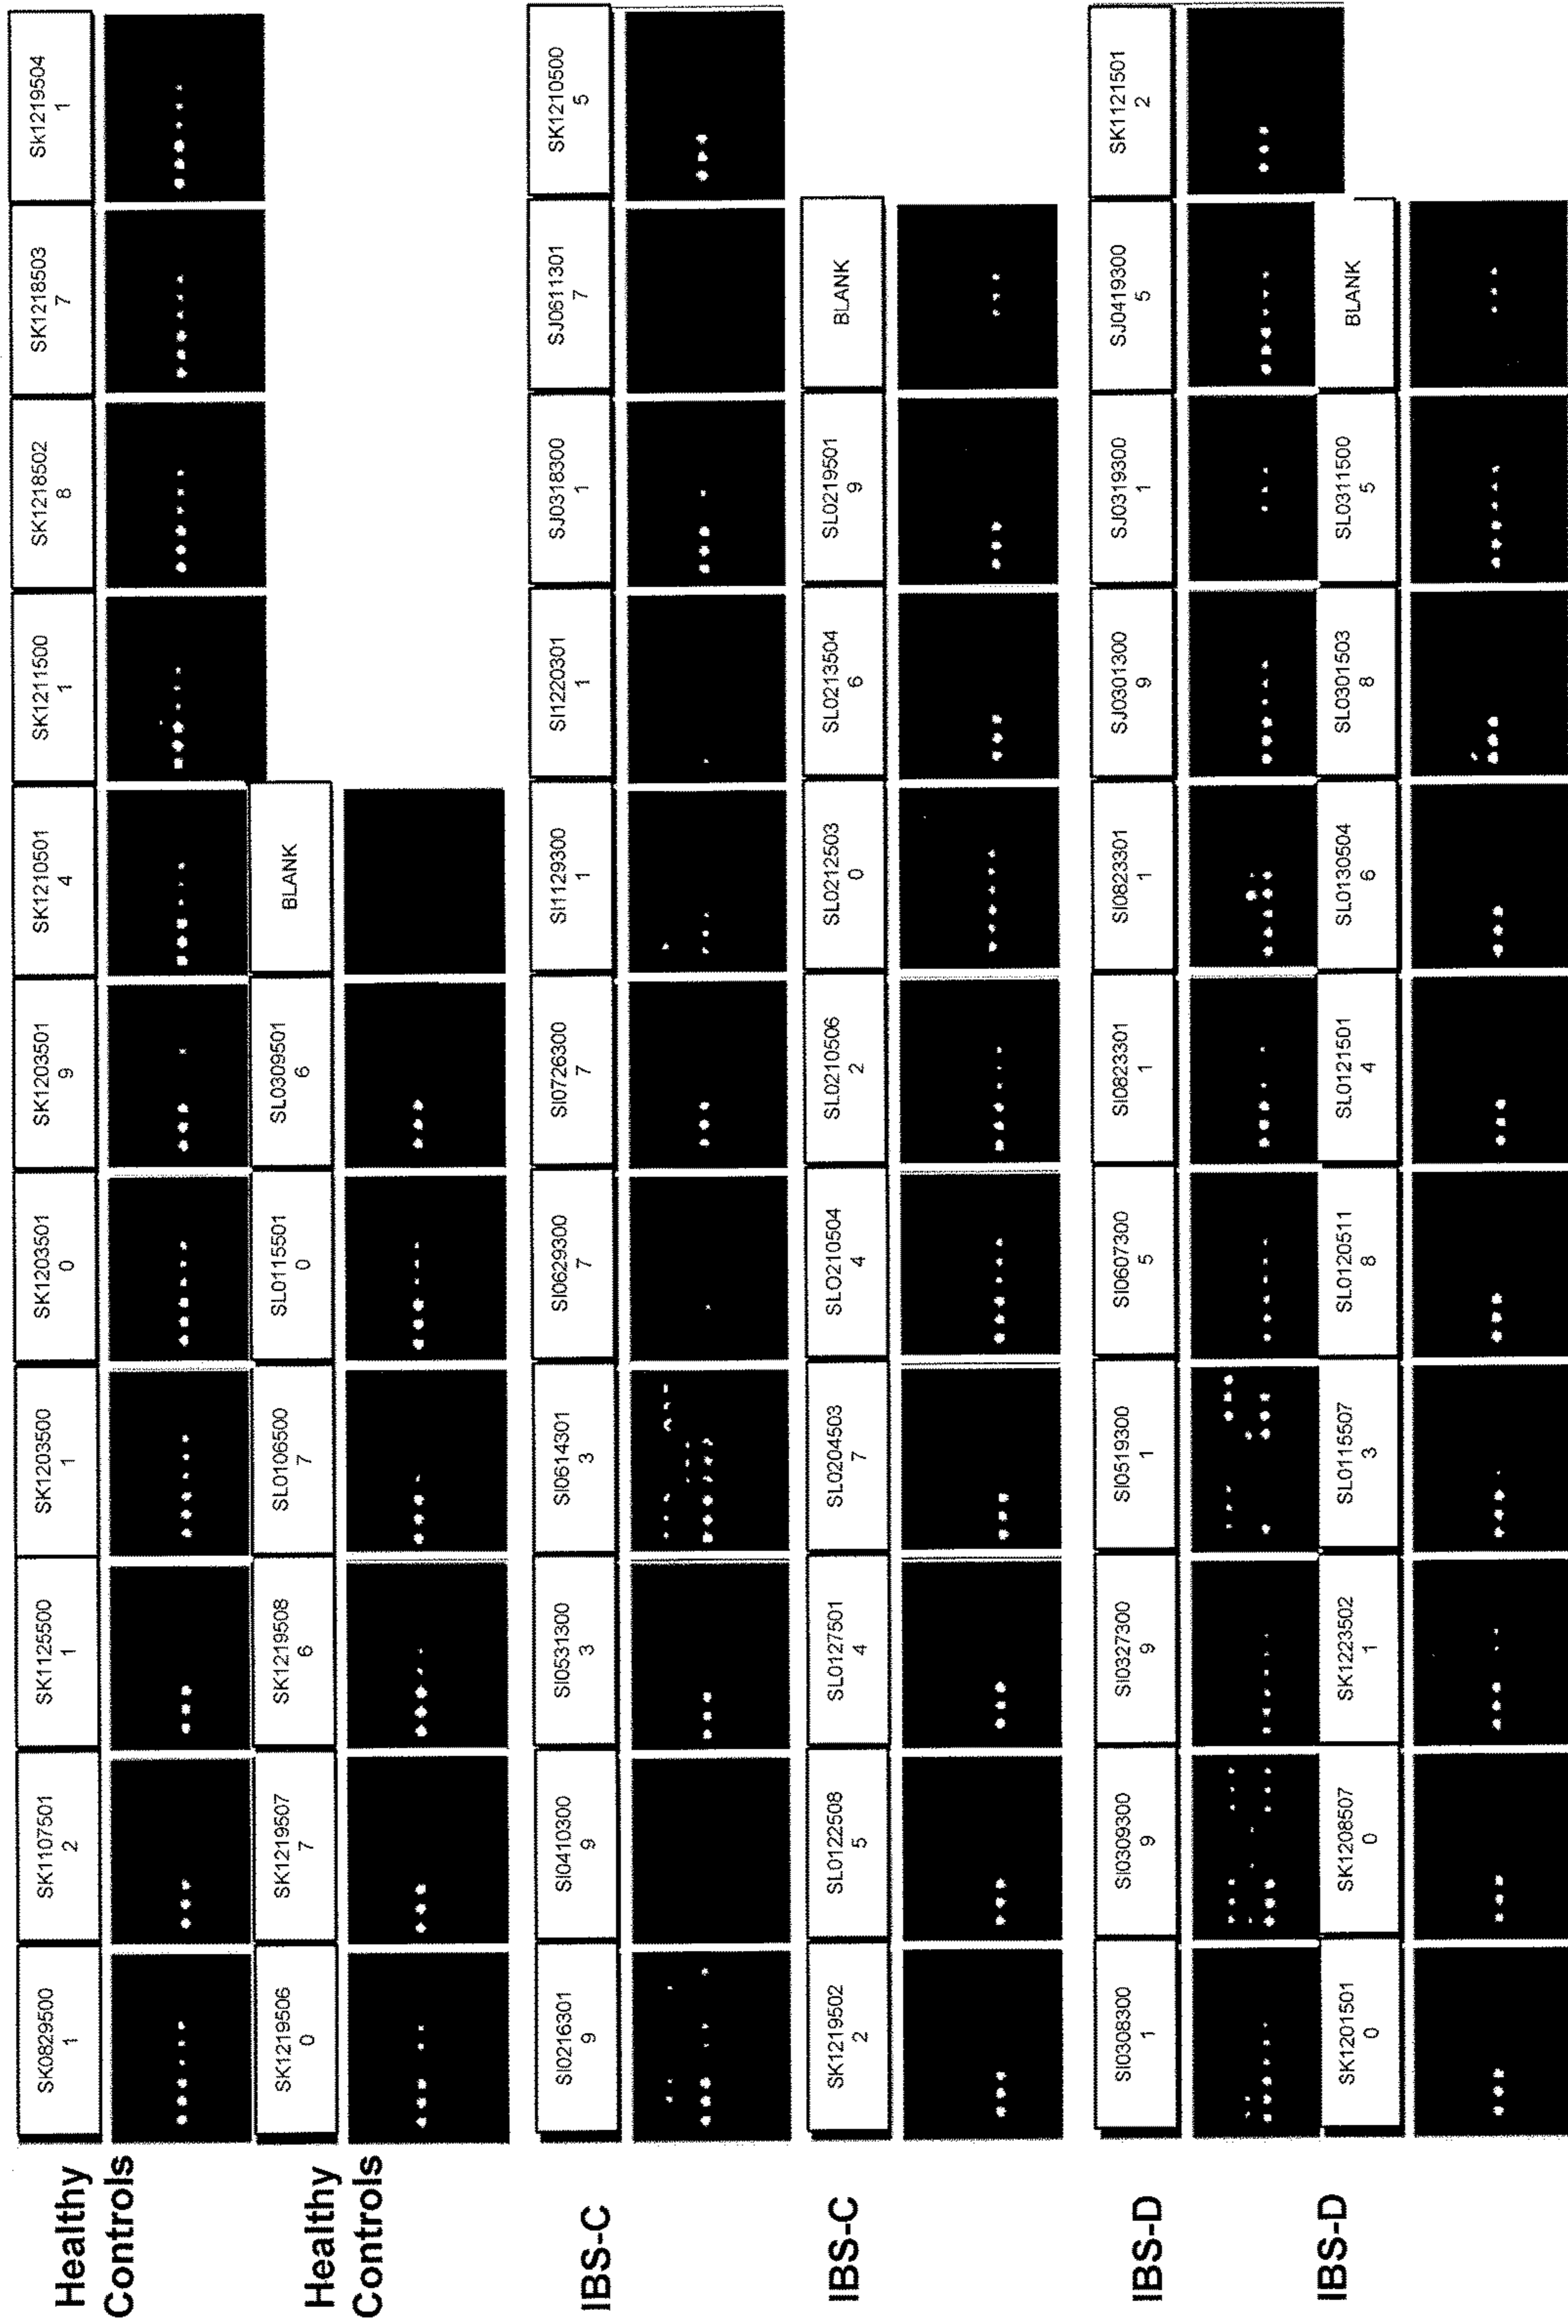 Healthy
Controls
SK0829500
1
SK1107501
2
SK1125500
1
SK1203500
1
SK1203501
0
SK1203501
9
SK1210501
4
SK1211500
1
SK1218502
8
SK1218503
7
Sk1219504
1
Healthy
Controls
SK1219506
0
SK1219507
7
SK1219508
6
SL0106500
7
SL0115501
0
SL0309501
6
BLANK
IBS-C
SI0216301
9
SI0410300
9
SI0531300
3
SI0614301
3
SI0629300
7
SI0726300
7
SI1129300
1
SI1220301
1
SJ0318300
1
SJ0611301
7
SK1210500
5
IBS-C
SK1219502
2
SL0122508
5
SL0127501
4
SL0204503
7
SLO210504
4
SL0210506
2
SL0212503
0
SL0213504
6
SL0219501
9
BLANK
IBS-D
SI0308300
1
SI0309300
9
SI0327300
9
SI0519300
1
SI0607300
5
SI0823301
1
SI0823301
1
SJ0301300
9
SJ0319300
1
SJ0419300
5
SK1121501
2
IBS-D
SK1201501
0
SK1208507
0
SK1223502
1
SL0115507
3
SL0120511
8
SL0121501
4
SL0130504
6
SL0301503
8
SL0311500
5
BLANK